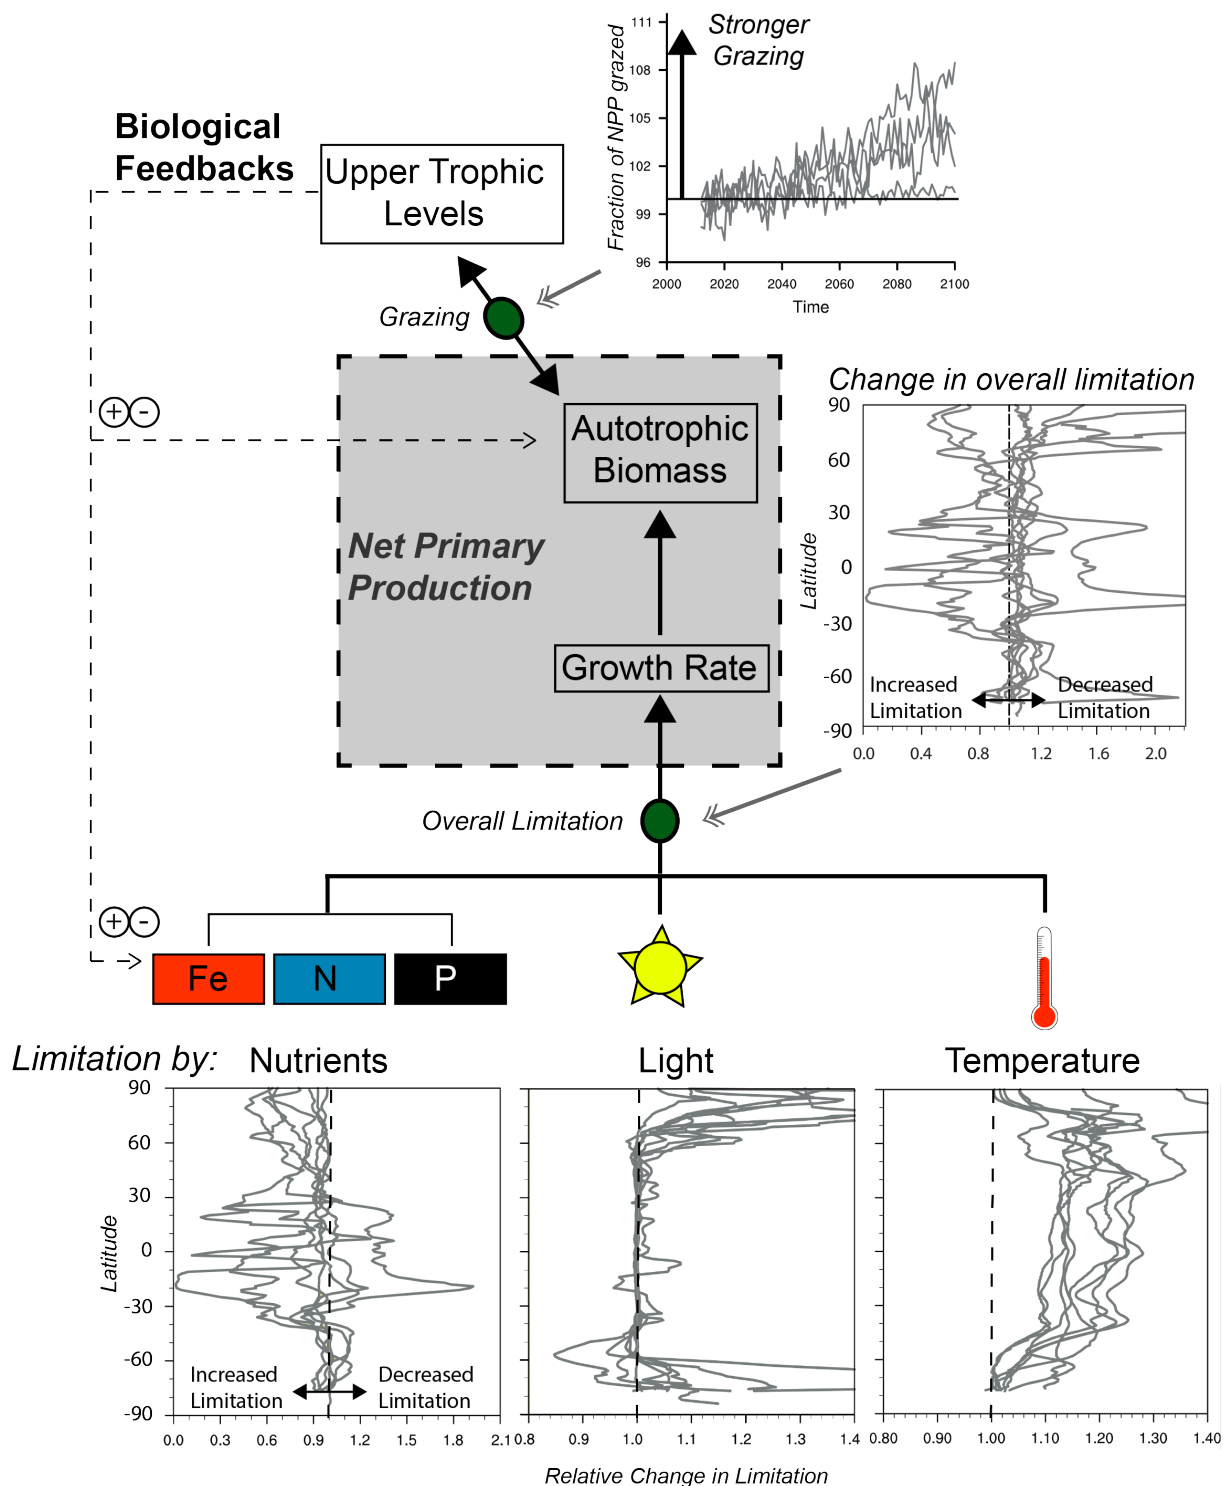 Stronger
Grazing
Fraction of NPP grazed
111
108
105
102
99
96
2000
2020
2040
2060
2080
2100
Time
Biological
Feedbacks
Upper Trophic
Levels
Grazing
+ -
Autotrophic
Biomass
Net Primary
Production
Growth Rate
Change in overall limitation
Latitude
90
60
30
0
-30
-60
-90
Increased
Limitation
Decreased
Limitation
0.0
0.4
0.8
1.2
1.6
2.0
Overall Limitation
+ -
Fe
N
P
Limitation by:
Nutrients
Light
Temperature
Latitude
90
60
30
0
-30
-60
-90
Increased
Limitation
Decreased
Limitation
0.0
0.3
0.6
0.9
1.2
1.5
1.8
2.1
0.8
0.9
1.0
1.1
1.2
1.3
1.4
0.80
0.90
1.00
1.10
1.20
1.30
1.40
Relative Change in Limitation